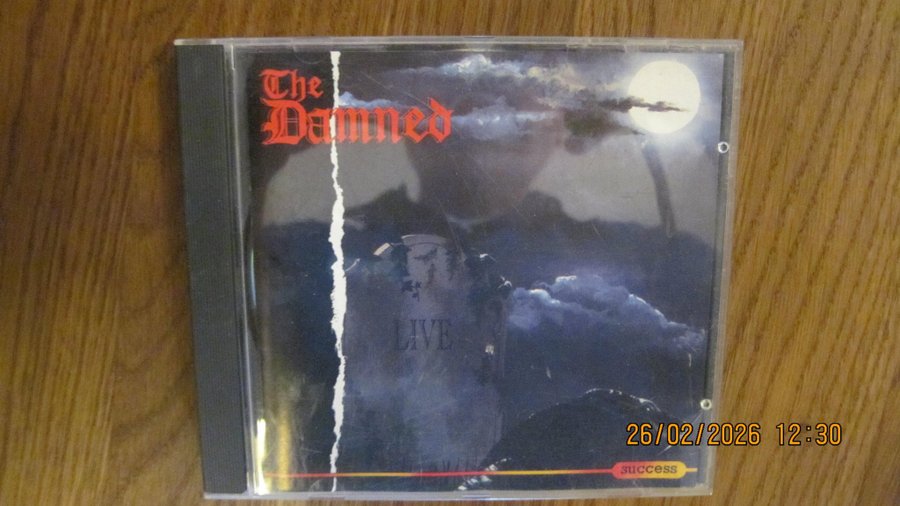 The
Damned
LIVE
success
26/02/2026 12:30